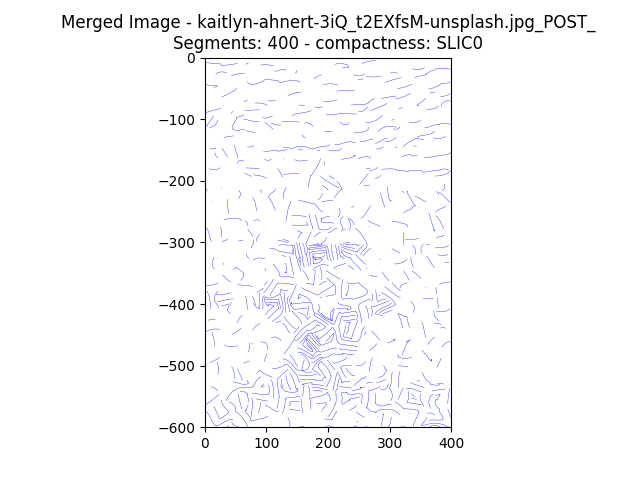 Merged Image - kaitlyn-ahnert-3iQ_t2EXfsM-unsplash.jpg_POST_
Segments: 400 - compactness: SLIC0
0
−100
−200
−300
−400
−500
−600
0 100 200 300 400